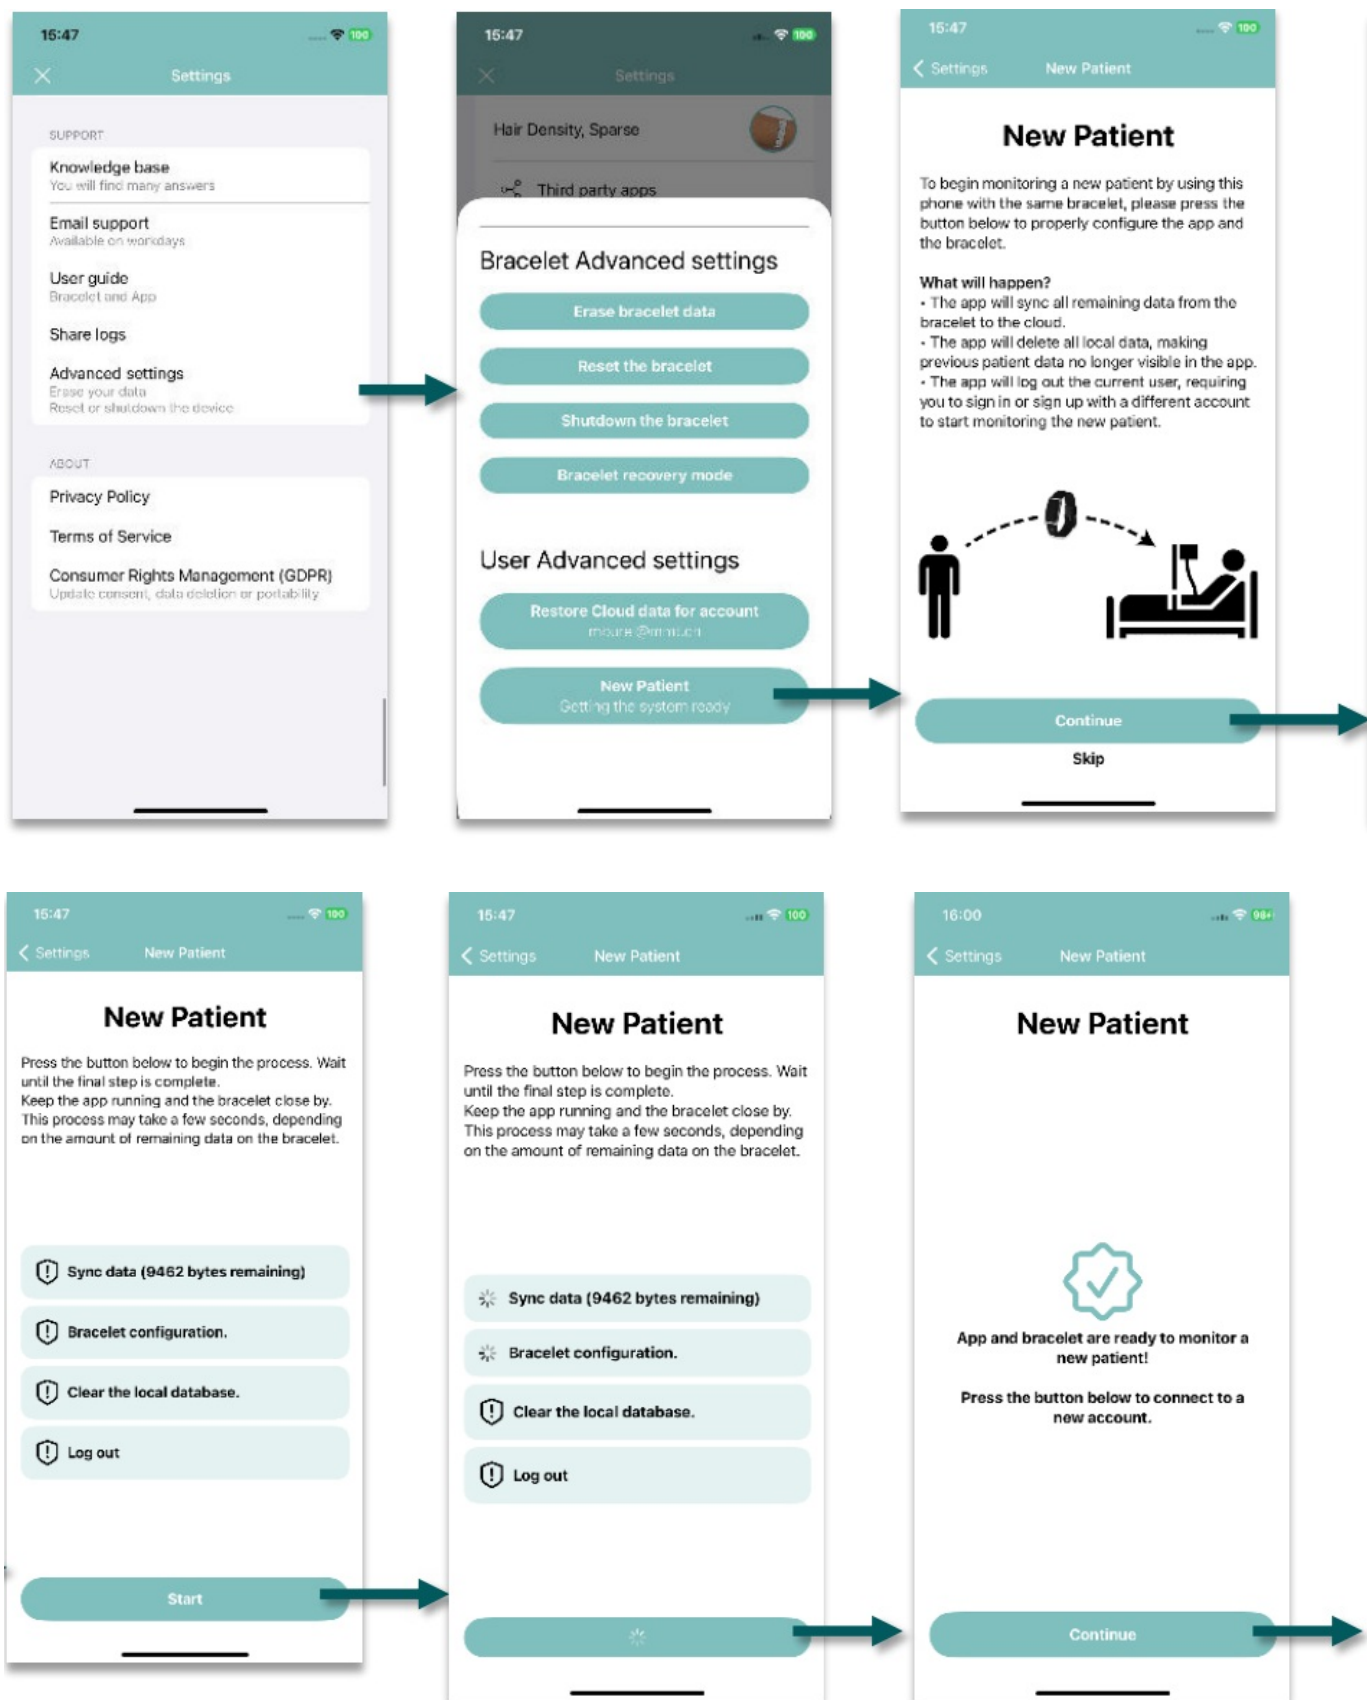 15:47
100
Settings
SUPPORT
Knowledge base
You will find many answers
Email support
Available on workdays
User guide
Bracelet and App
Share logs
Advanced settings
Erase your data
Reset or shutdown the device
ABOUT
Privacy Policy
Terms of Service
Consumer Rights Management (GDPR)
Update consent, data deletion or portability
15:47
100
Settings
Hair Density, Sparse
Third party apps
Bracelet Advanced settings
Erase bracelet data
Reset the bracelet
Shutdown the bracelet
Bracelet recovery mode
User Advanced settings
Restore Cloud data for account
New Patient
Getting the system ready
15:47
100
Settings New Patient
New Patient
To begin monitoring a new patient by using this
phone with the same bracelet, please press the
button below to properly configure the app and
the bracelet.
What will happen?
• The app will sync all remaining data from the
bracelet to the cloud.
• The app will delete all local data, making
previous patient data no longer visible in the app.
• The app will log out the current user, requiring
you to sign in or sign up with a different account
to start monitoring the new patient.
Continue
Skip
15:47
100
Settings New Patient
New Patient
Press the button below to begin the process. Wait
until the final step is complete.
Keep the app running and the bracelet close by.
This process may take a few seconds, depending
on the amount of remaining data on the bracelet.
Sync data (9462 bytes remaining)
Bracelet configuration.
Clear the local database.
Log out
Start
15:47
100
Settings New Patient
New Patient
Press the button below to begin the process. Wait
until the final step is complete.
Keep the app running and the bracelet close by.
This process may take a few seconds, depending
on the amount of remaining data on the bracelet.
Sync data (9462 bytes remaining)
Bracelet configuration.
Clear the local database.
Log out
16:00
98
Settings New Patient
New Patient
App and bracelet are ready to monitor a
new patient!
Press the button below to connect to a
new account.
Continue